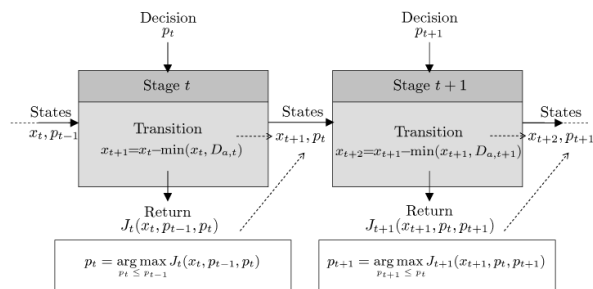 Decision
p_t
Decision
p_{t+1}
Stage t
Stage t + 1
States
x_t, p_{t−1}
Transition
x_{t+1}=x_t−min(x_t, D_{a,t})
States
x_{t+1}, p_t
Transition
x_{t+2}=x_{t+1}−min(x_{t+1}, D_{a,t+1})
States
x_{t+2}, p_{t+1}
Return
J_t(x_t, p_{t−1}, p_t)
Return
J_{t+1}(x_{t+1}, p_t, p_{t+1})
p_t = arg max J_t(x_t, p_{t−1}, p_t)
p_t ≤ p_{t−1}
p_{t+1} = arg max J_{t+1}(x_{t+1}, p_t, p_{t+1})
p_{t+1} ≤ p_t